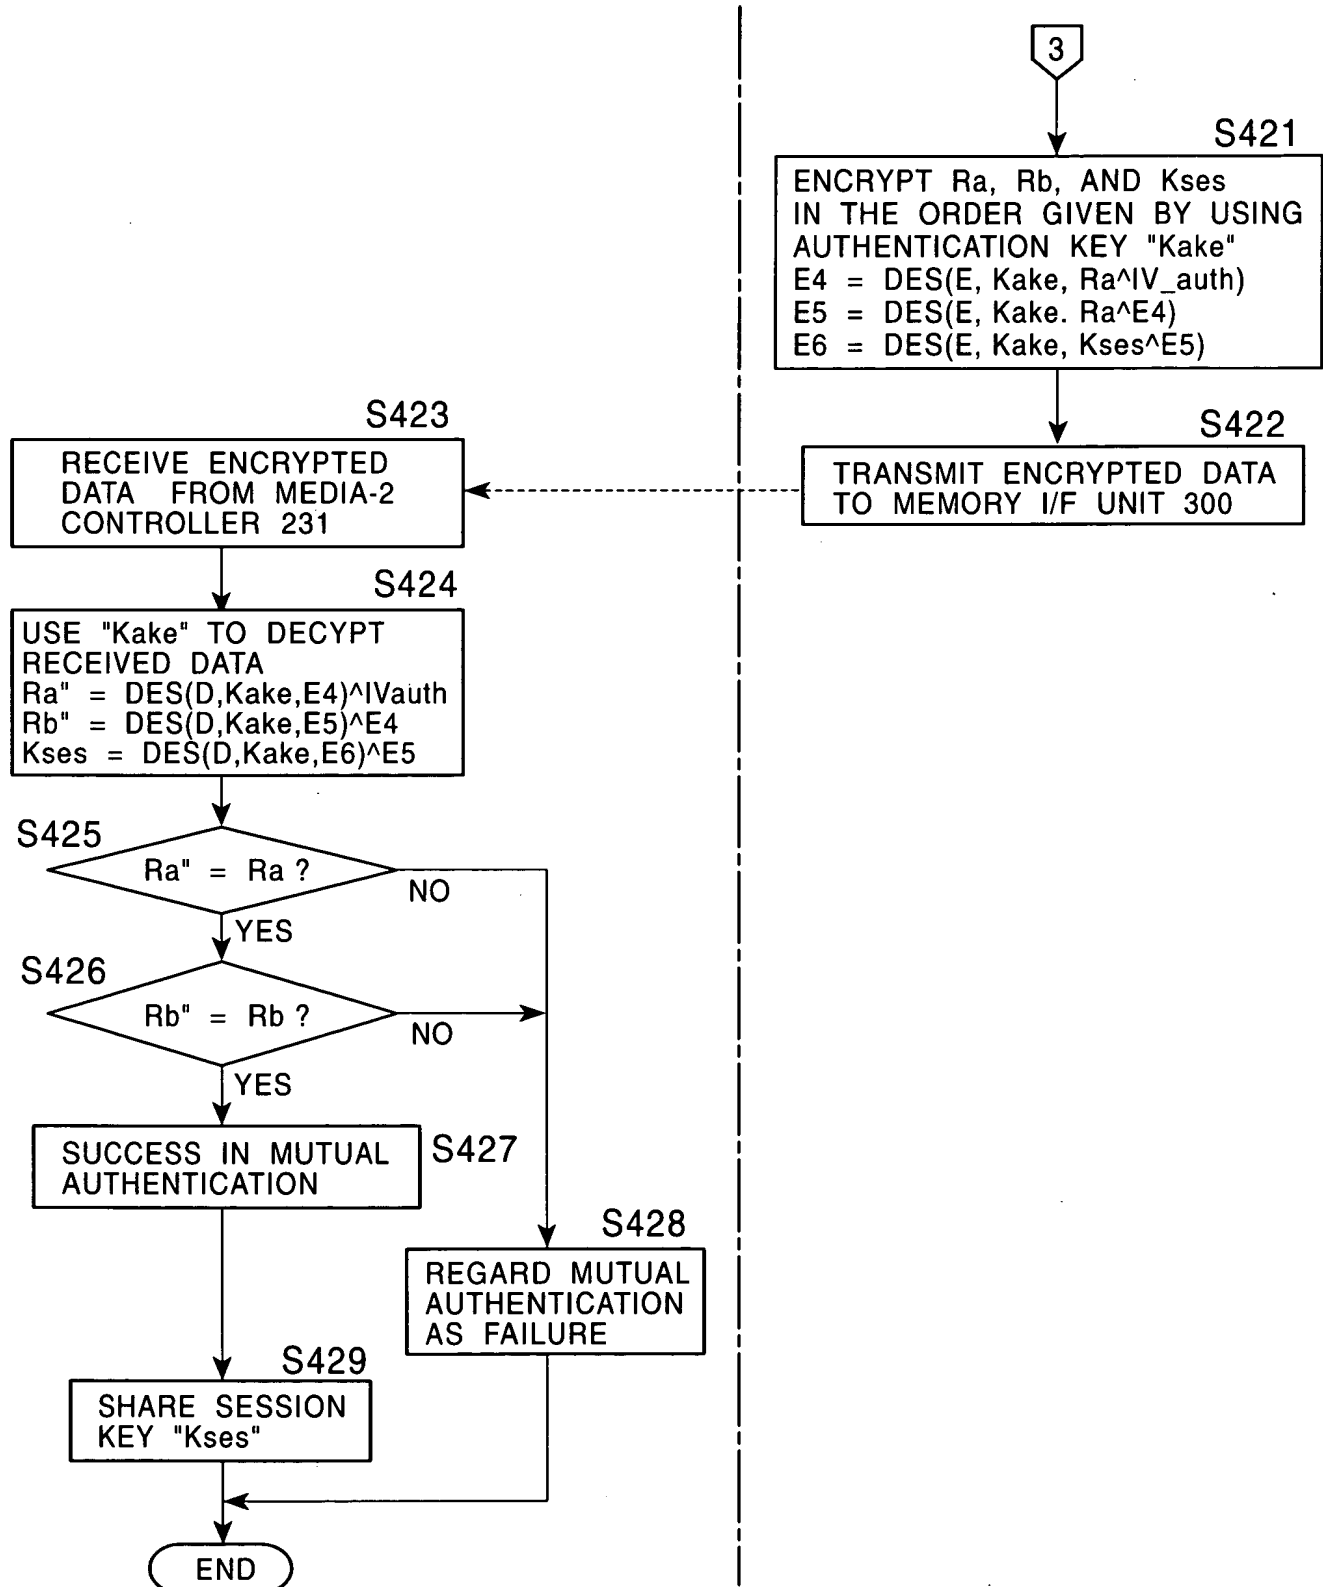 3
S421
ENCRYPT Ra, Rb, AND Kses
IN THE ORDER GIVEN BY USING
AUTHENTICATION KEY "Kake"
E4 = DES(E, Kake, Ra^IV_auth)
E5 = DES(E, Kake. Ra^E4)
E6 = DES(E, Kake, Kses^E5)
S422
TRANSMIT ENCRYPTED DATA
TO MEMORY I/F UNIT 300
S423
RECEIVE ENCRYPTED
DATA FROM MEDIA-2
CONTROLLER 231
S424
USE "Kake" TO DECYPT
RECEIVED DATA
Ra" = DES(D,Kake,E4)^IVauth
Rb" = DES(D,Kake,E5)^E4
Kses = DES(D,Kake,E6)^E5
S425
Ra" = Ra ?
NO
YES
S426
Rb" = Rb ?
NO
YES
SUCCESS IN MUTUAL
AUTHENTICATION
S427
S428
REGARD MUTUAL
AUTHENTICATION
AS FAILURE
S429
SHARE SESSION
KEY "Kses"
END